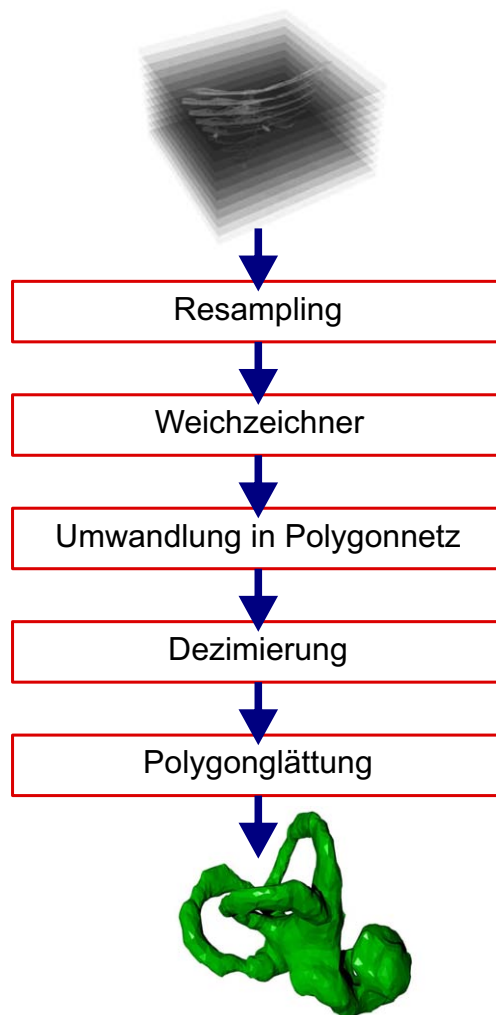 Resampling
Weichzeichner
Umwandlung in Polygonnetz
Dezimierung
Polygonglättung